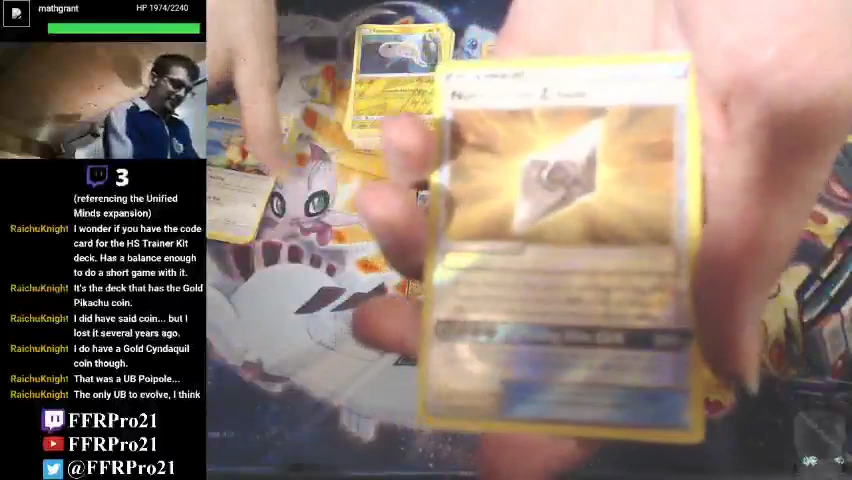 mathgrant
HP 1974/2240
3
(referencing the Unified
Minds expansion)
RaichuKnight I wonder if you have the code
card for the HS Trainer Kit
deck. Has a balance enough
to do a short game with it.
RaichuKnight It's the deck that has the Gold
Pikachu coin.
RaichuKnight I did have said coin... but I
lost it several years ago.
RaichuKnight I do have a Gold Cyndaquil
coin though.
RaichuKnight That was a UB Poipole...
RaichuKnight The only UB to evolve, I think
FFRPro21
FFRPro21
@FFRPro21